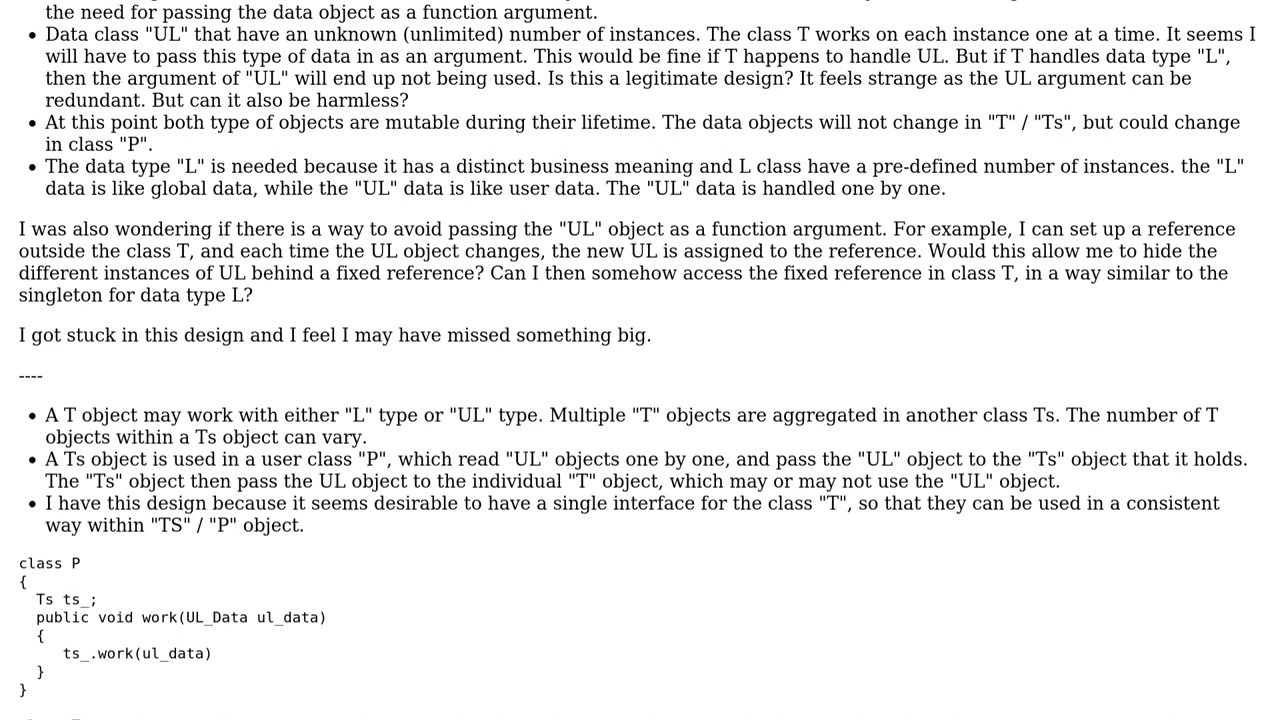 the need for passing the data object as a function argument.
• Data class "UL" that have an unknown (unlimited) number of instances. The class T works on each instance one at a time. It seems I
will have to pass this type of data in as an argument. This would be fine if T happens to handle UL. But if T handles data type "L",
then the argument of "UL" will end up not being used. Is this a legitimate design? It feels strange as the UL argument can be
redundant. But can it also be harmless?
• At this point both type of objects are mutable during their lifetime. The data objects will not change in "T" / "Ts", but could change
in class "P".
• The data type "L" is needed because it has a distinct business meaning and L class have a pre-defined number of instances. the "L"
data is like global data, while the "UL" data is like user data. The "UL" data is handled one by one.
I was also wondering if there is a way to avoid passing the "UL" object as a function argument. For example, I can set up a reference
outside the class T, and each time the UL object changes, the new UL is assigned to the reference. Would this allow me to hide the
different instances of UL behind a fixed reference? Can I then somehow access the fixed reference in class T, in a way similar to the
singleton for data type L?
I got stuck in this design and I feel I may have missed something big.
----
• A T object may work with either "L" type or "UL" type. Multiple "T" objects are aggregated in another class Ts. The number of T
objects within a Ts object can vary.
• A Ts object is used in a user class "P", which read "UL" objects one by one, and pass the "UL" object to the "Ts" object that it holds.
The "Ts" object then pass the UL object to the individual "T" object, which may or may not use the "UL" object.
• I have this design because it seems desirable to have a single interface for the class "T", so that they can be used in a consistent
way within "TS" / "P" object.
class P
{
  Ts ts_;
  public void work(UL_Data ul_data)
  {
     ts_.work(ul_data)
  }
}